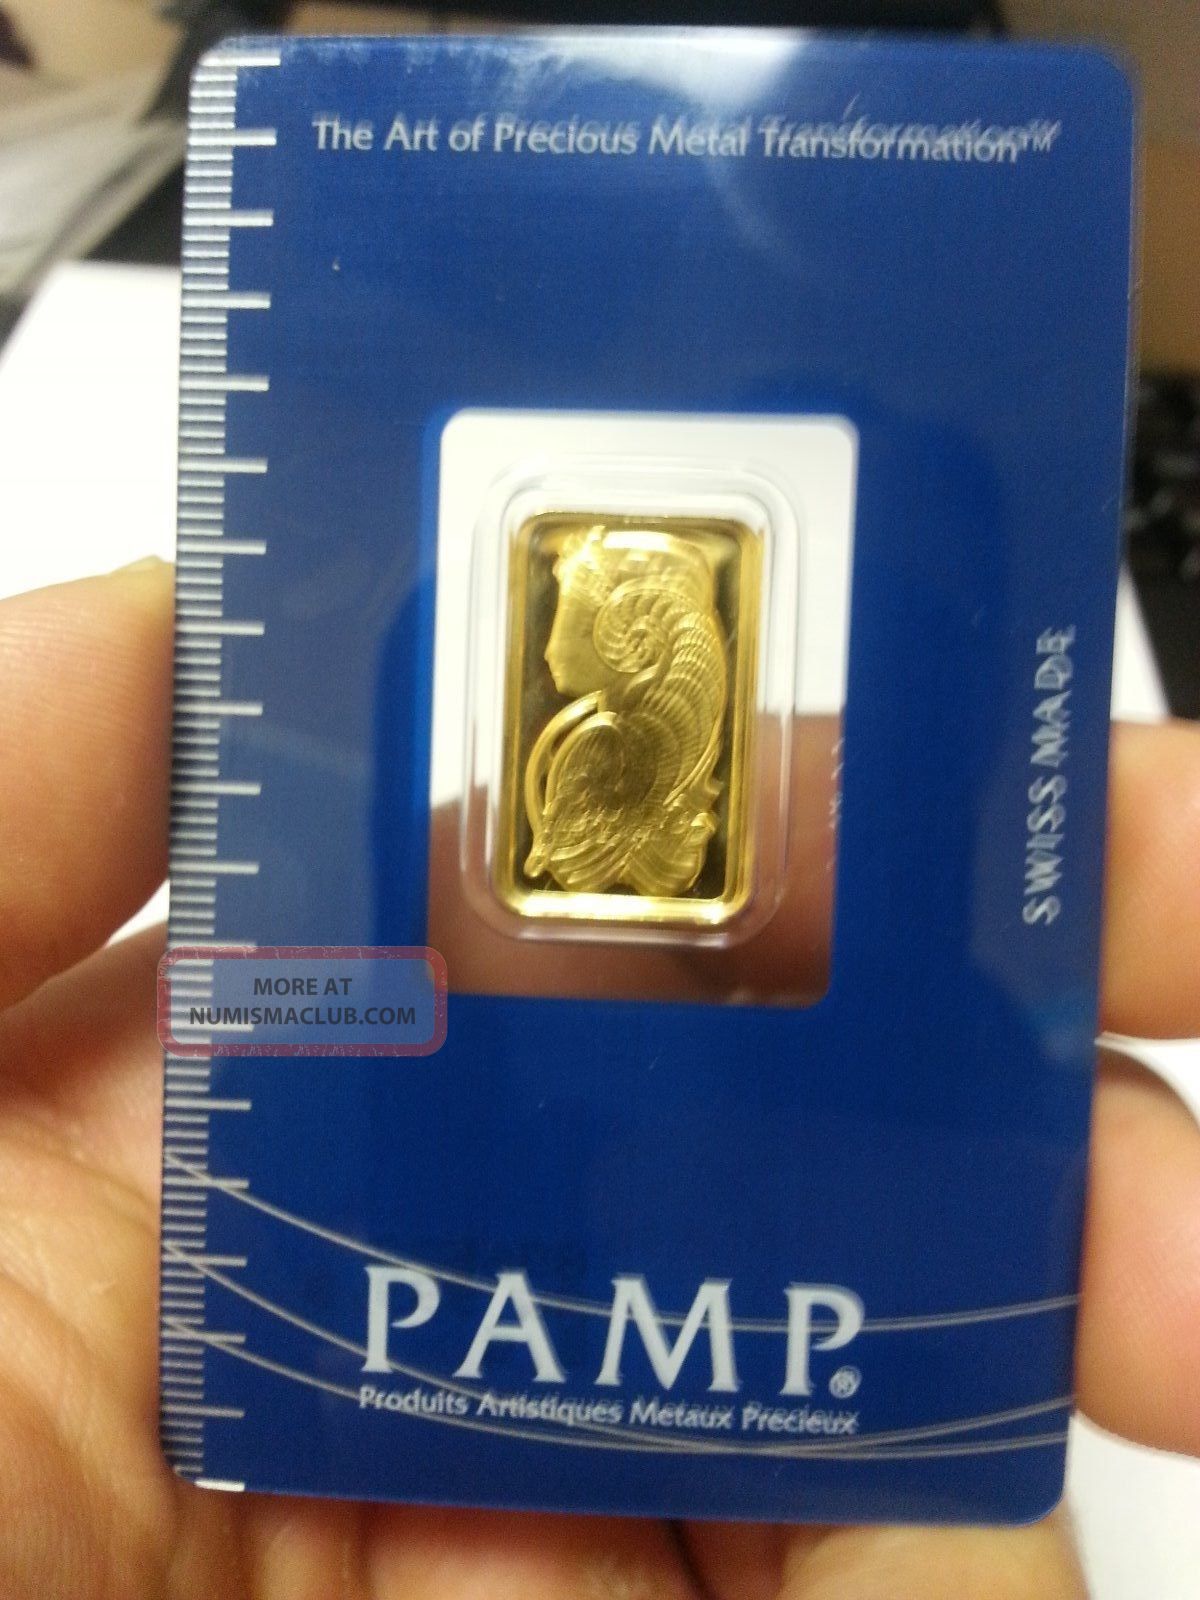 The Art of Precious Metal Transformation™
SWISS MADE
MORE AT
NUMISMACLUB.COM
PAMP®
Produits Artistiques Metaux Precieux